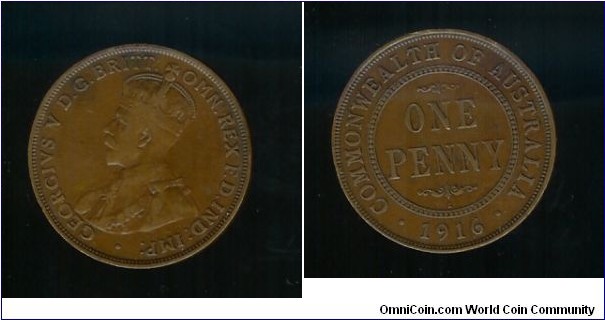 GEORGIVS V D.G.BRITT: OMN.REX F.D.IND:IMP:
COMMONWEALTH OF AUSTRALIA
ONE
PENNY
1916
OmniCoin.com World Coin Community